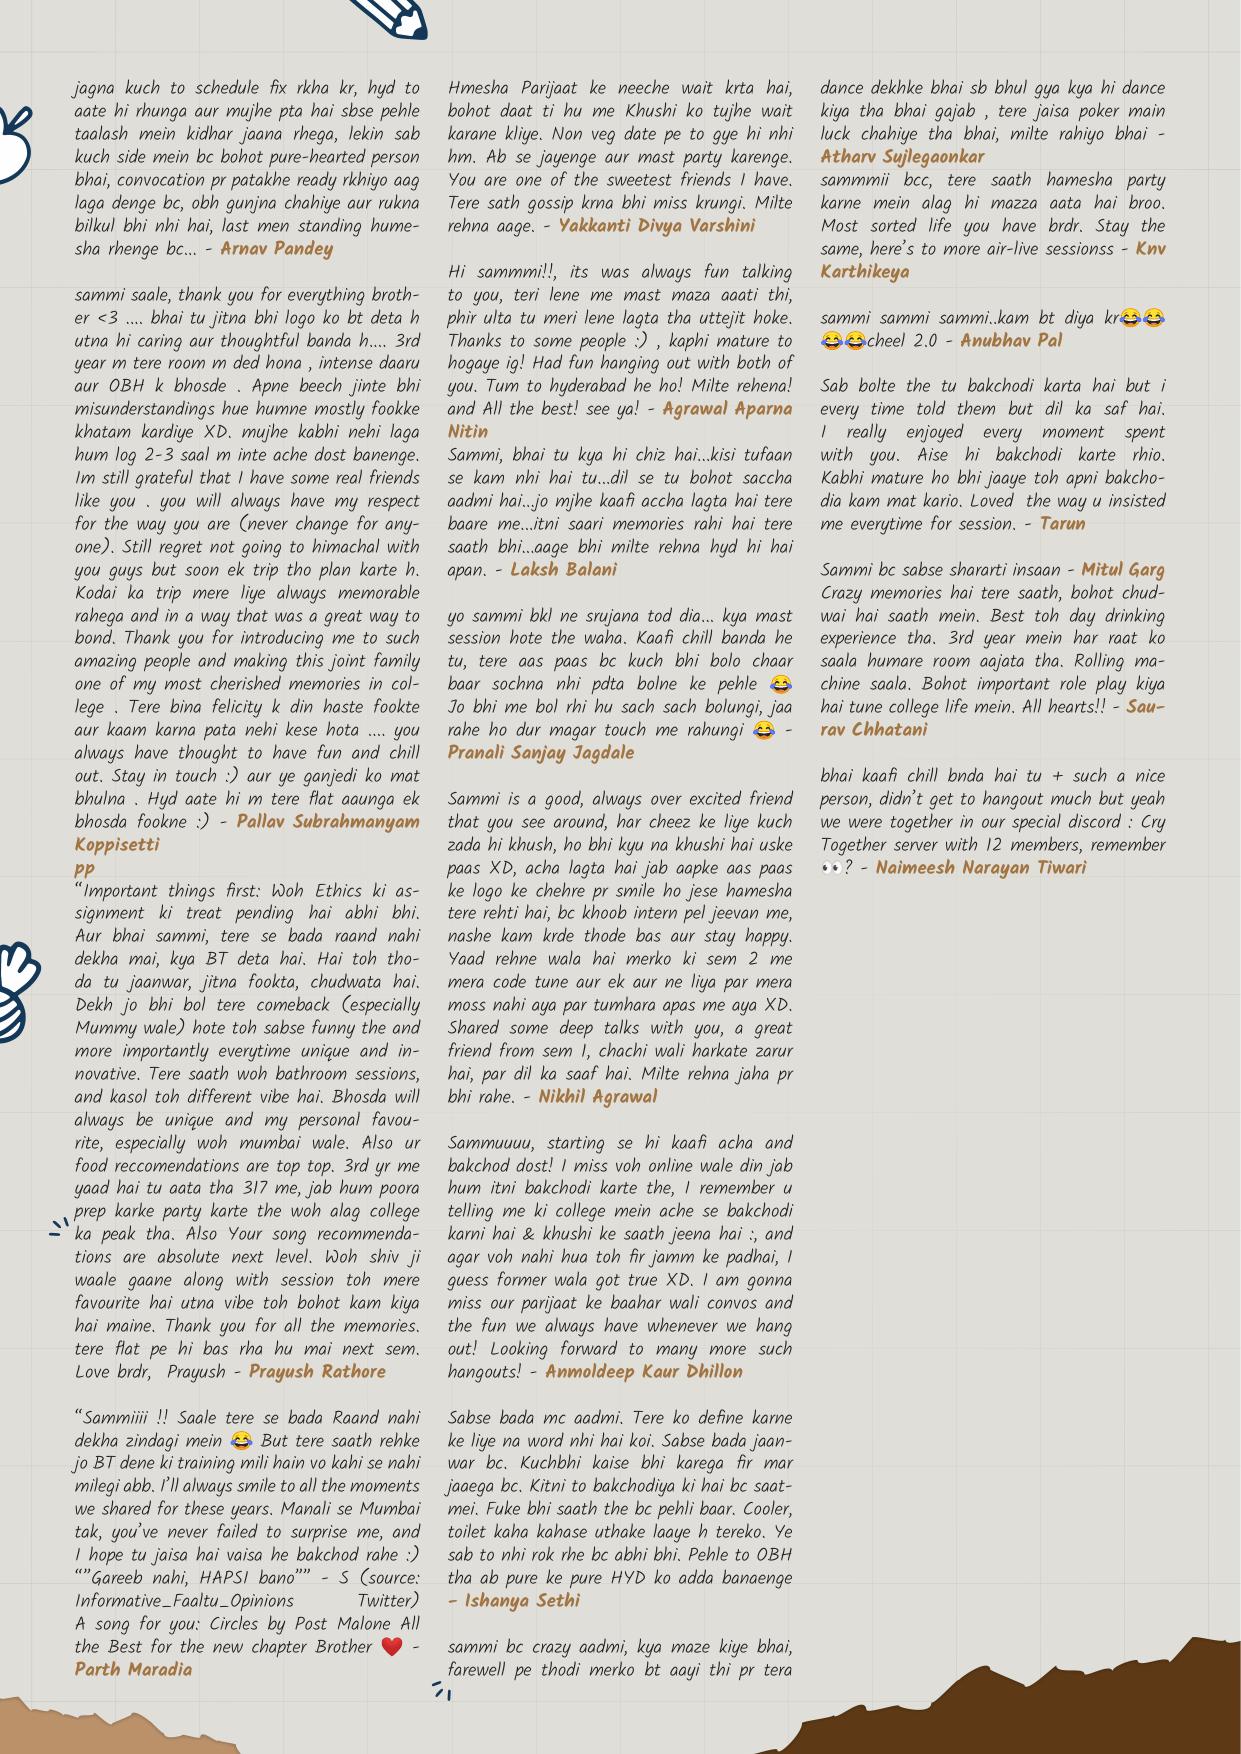 jagna kuch to schedule fix rkha kr, hyd to
aate hi rhunga aur mujhe pta hai sbse pehle
taalash mein kidhar jaana rhega, lekin sab
kuch side mein bc bohot pure-hearted person
bhai, convocation pr patakhe ready rkhiyo aag
laga denge bc, obh gunjna chahiye aur rukna
bilkul bhi nhi hai, last men standing hume-
sha rhenge bc... - Arnav Pandey
sammi saale, thank you for everything broth-
er <3 .... bhai tu jitna bhi logo ko bt deta h
utna hi caring aur thoughtful banda h.... 3rd
year m tere room m ded hona , intense daaru
aur OBH k bhosde . Apne beech jinte bhi
misunderstandings hue humne mostly fookke
khatam kardiye XD. mujhe kabhi nehi laga
hum log 2-3 saal m inte ache dost banenge.
Im still grateful that I have some real friends
like you . you will always have my respect
for the way you are (never change for any-
one). Still regret not going to himachal with
you guys but soon ek trip tho plan karte h.
Kodai ka trip mere liye always memorable
rahega and in a way that was a great way to
bond. Thank you for introducing me to such
amazing people and making this joint family
one of my most cherished memories in col-
lege . Tere bina felicity k din haste fookte
aur kaam karna pata nehi kese hota .... you
always have thought to have fun and chill
out. Stay in touch :) aur ye ganjedi ko mat
bhulna . Hyd aate hi m tere flat aaunga ek
bhosda fookne :) - Pallav Subrahmanyam
Koppisetti
pp
“Important things first: Woh Ethics ki as-
signment ki treat pending hai abhi bhi.
Aur bhai sammi, tere se bada raand nahi
dekha mai, kya BT deta hai. Hai toh tho-
da tu jaanwar, jitna fookta, chudwata hai.
Dekh jo bhi bol tere comeback (especially
Mummy wale) hote toh sabse funny the and
more importantly everytime unique and in-
novative. Tere saath woh bathroom sessions,
and kasol toh different vibe hai. Bhosda will
always be unique and my personal favou-
rite, especially woh mumbai wale. Also ur
food reccomendations are top top. 3rd yr me
yaad hai tu aata tha 317 me, jab hum poora
prep karke party karte the woh alag college
ka peak tha. Also Your song recommenda-
tions are absolute next level. Woh shiv ji
waale gaane along with session toh mere
favourite hai utna vibe toh bohot kam kiya
hai maine. Thank you for all the memories.
tere flat pe hi bas rha hu mai next sem.
Love brdr, Prayush - Prayush Rathore
“Sammiiii !! Saale tere se bada Raand nahi
dekha zindagi mein 😂 But tere saath rehke
jo BT dene ki training mili hain vo kahi se nahi
milegi abb. I’ll always smile to all the moments
we shared for these years. Manali se Mumbai
tak, you’ve never failed to surprise me, and
I hope tu jaisa hai vaisa he bakchod rahe :)
“”Gareeb nahi, HAPSI bano”” - S (source:
Informative_Faaltu_Opinions Twitter)
A song for you: Circles by Post Malone All
the Best for the new chapter Brother ❤️ -
Parth Maradia
Hmesha Parijaat ke neeche wait krta hai,
bohot daat ti hu me Khushi ko tujhe wait
karane kliye. Non veg date pe to gye hi nhi
hm. Ab se jayenge aur mast party karenge.
You are one of the sweetest friends I have.
Tere sath gossip krna bhi miss krungi. Milte
rehna aage. - Yakkanti Divya Varshini
Hi sammmi!!, its was always fun talking
to you, teri lene me mast maza aaati thi,
phir ulta tu meri lene lagta tha uttejit hoke.
Thanks to some people :) , kaphi mature to
hogaye ig! Had fun hanging out with both of
you. Tum to hyderabad he ho! Milte rehena!
and All the best! see ya! - Agrawal Aparna
Nitin
Sammi, bhai tu kya hi chiz hai...kisi tufaan
se kam nhi hai tu...dil se tu bohot saccha
aadmi hai...jo mjhe kaafi accha lagta hai tere
baare me...itni saari memories rahi hai tere
saath bhi...aage bhi milte rehna hyd hi hai
apan. - Laksh Balani
yo sammi bkl ne srujana tod dia... kya mast
session hote the waha. Kaafi chill banda he
tu, tere aas paas bc kuch bhi bolo chaar
baar sochna nhi pdta bolne ke pehle 😂
Jo bhi me bol rhi hu sach sach bolungi, jaa
rahe ho dur magar touch me rahungi 😂 -
Pranali Sanjay Jagdale
Sammi is a good, always over excited friend
that you see around, har cheez ke liye kuch
zada hi khush, ho bhi kyu na khushi hai uske
paas XD, acha lagta hai jab aapke aas paas
ke logo ke chehre pr smile ho jese hamesha
tere rehti hai, bc khoob intern pel jeevan me,
nashe kam krde thode bas aur stay happy.
Yaad rehne wala hai merko ki sem 2 me
mera code tune aur ek aur ne liya par mera
moss nahi aya par tumhara apas me aya XD.
Shared some deep talks with you, a great
friend from sem 1, chachi wali harkate zarur
hai, par dil ka saaf hai. Milte rehna jaha pr
bhi rahe. - Nikhil Agrawal
Sammuuuu, starting se hi kaafi acha and
bakchod dost! I miss voh online wale din jab
hum itni bakchodi karte the, I remember u
telling me ki college mein ache se bakchodi
karni hai & khushi ke saath jeena hai :, and
agar voh nahi hua toh fir jamm ke padhai, I
guess former wala got true XD. I am gonna
miss our parijaat ke baahar wali convos and
the fun we always have whenever we hang
out! Looking forward to many more such
hangouts! - Anmoldeep Kaur Dhillon
Sabse bada mc aadmi. Tere ko define karne
ke liye na word nhi hai koi. Sabse bada jaan-
war bc. Kuchbhi kaise bhi karega fir mar
jaaega bc. Kitni to bakchodiya ki hai bc saat-
mei. Fuke bhi saath the bc pehli baar. Cooler,
toilet kaha kahase uthake laaye h tereko. Ye
sab to nhi rok rhe bc abhi bhi. Pehle to OBH
tha ab pure ke pure HYD ko adda banaenge
- Ishanya Sethi
sammi bc crazy aadmi, kya maze kiye bhai,
farewell pe thodi merko bt aayi thi pr tera
dance dekhke bhai sb bhul gya kya hi dance
kiya tha bhai gajab , tere jaisa poker main
luck chahiye tha bhai, milte rahiyo bhai -
Atharv Sujlegaonkar
sammmii bcc, tere saath hamesha party
karne mein alag hi mazza aata hai broo.
Most sorted life you have brdr. Stay the
same, here’s to more air-live sessionss - Knv
Karthikeya
sammi sammi sammi..kam bt diya kr😂😂
😂😂cheel 2.0 - Anubhav Pal
Sab bolte the tu bakchodi karta hai but i
every time told them but dil ka saf hai.
I really enjoyed every moment spent
with you. Aise hi bakchodi karte rhio.
Kabhi mature ho bhi jaaye toh apni bakcho-
dia kam mat kario. Loved the way u insisted
me everytime for session. - Tarun
Sammi bc sabse shararti insaan - Mitul Garg
Crazy memories hai tere saath, bohot chud-
wai hai saath mein. Best toh day drinking
experience tha. 3rd year mein har raat ko
saala humare room aajata tha. Rolling ma-
chine saala. Bohot important role play kiya
hai tune college life mein. All hearts!! - Sau-
rav Chhatani
bhai kaafi chill bnda hai tu + such a nice
person, didn’t get to hangout much but yeah
we were together in our special discord : Cry
Together server with 12 members, remember
👀? - Naimeesh Narayan Tiwari